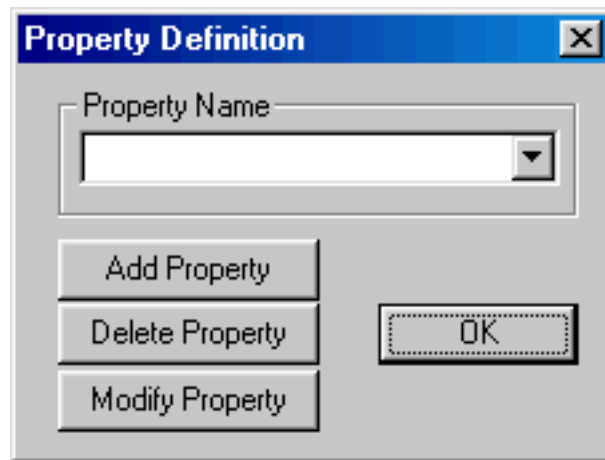 Property Definition
Property Name
Add Property
Delete Property
OK
Modify Property